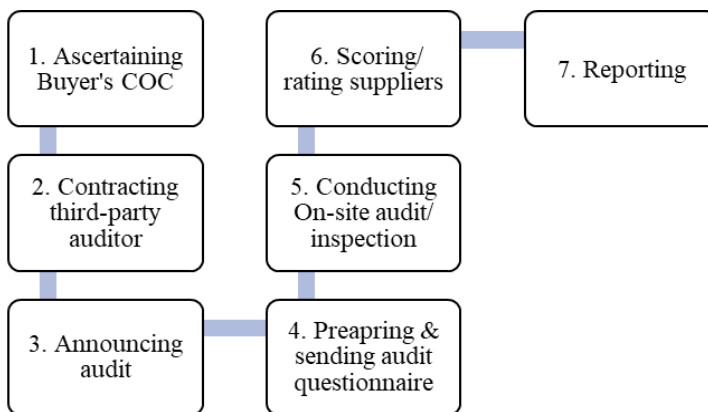 1. Ascertaining
Buyer's COC
2. Contracting
third-party
auditor
3. Announcing
audit
4. Preapring &
sending audit
questionnaire
5. Conducting
On-site audit/
inspection
6. Scoring/
rating suppliers
7. Reporting